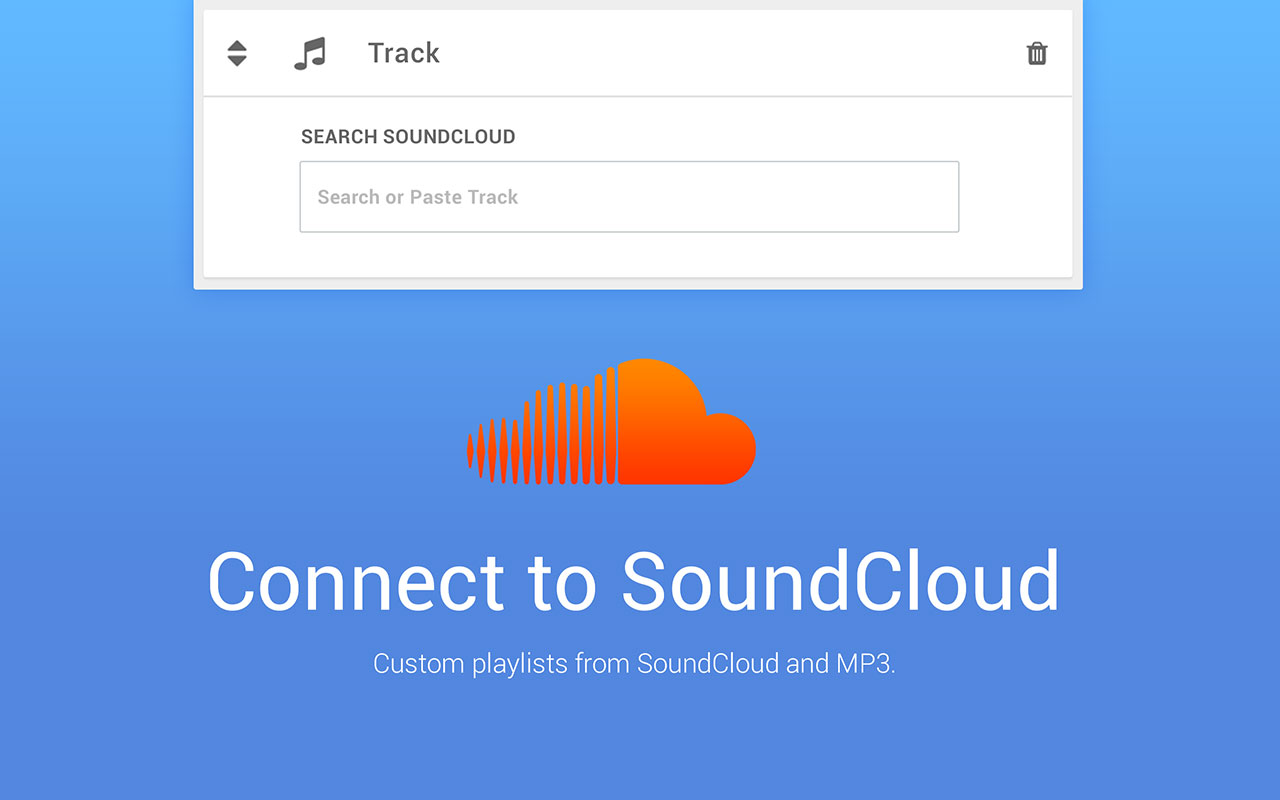 Track
SEARCH SOUNDCLOUD
Search or Paste Track
Connect to SoundCloud
Custom playlists from SoundCloud and MP3.